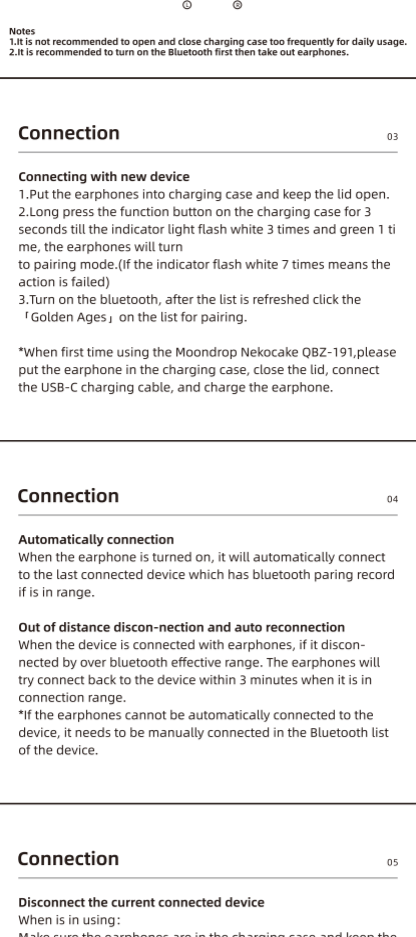 Notes
1.It is not recommended to open and close charging case too frequently for daily usage.
2.It is recommended to turn on the Bluetooth first then take out earphones.
Connection
03
Connecting with new device
1.Put the earphones into charging case and keep the lid open.
2.Long press the function button on the charging case for 3
seconds till the indicator light flash white 3 times and green 1 ti
me, the earphones will turn
to pairing mode.(If the indicator flash white 7 times means the
action is failed)
3.Turn on the bluetooth, after the list is refreshed click the
「Golden Ages」on the list for pairing.
*When first time using the Moondrop Nekocake QBZ-191,please
put the earphone in the charging case, close the lid, connect
the USB-C charging cable, and charge the earphone.
Connection
04
Automatically connection
When the earphone is turned on, it will automatically connect
to the last connected device which has bluetooth paring record
if is in range.
Out of distance discon-nection and auto reconnection
When the device is connected with earphones, if it discon-
nected by over bluetooth effective range. The earphones will
try connect back to the device within 3 minutes when it is in
connection range.
*If the earphones cannot be automatically connected to the
device, it needs to be manually connected in the Bluetooth list
of the device.
Connection
05
Disconnect the current connected device
When is in using:
Make sure the earphones are in the charging case and keep the